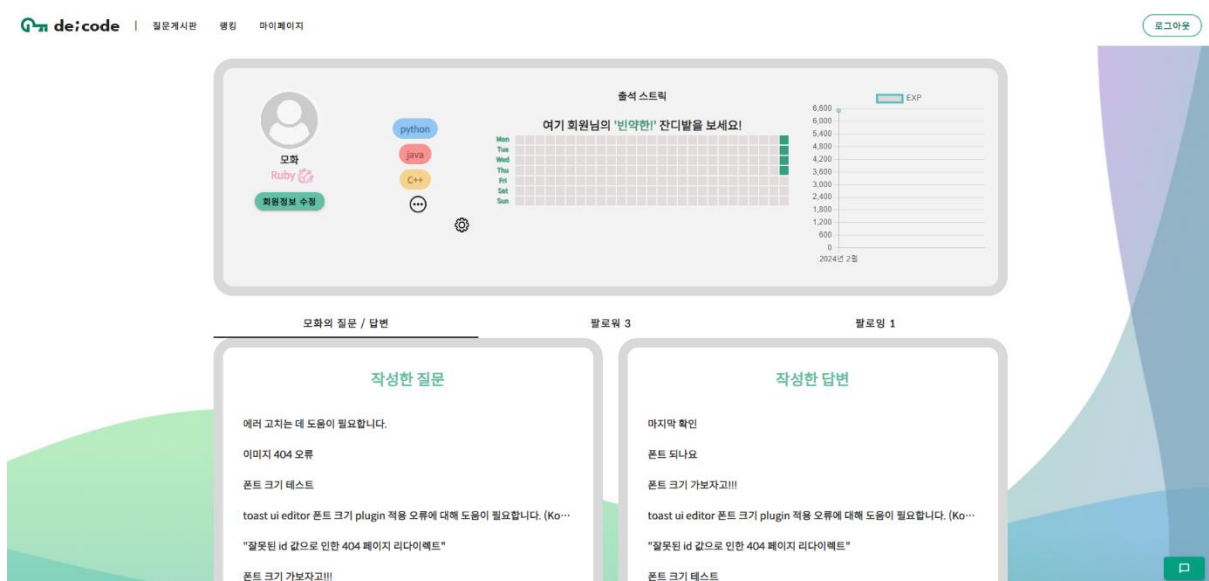 de;code | 질문게시판 랭킹 마이페이지
로그아웃
모화
Ruby
회원정보 수정
python
java
C++
출석 스트릭
여기 회원님의 '빈약한!' 잔디밭을 보세요!
Mon
Tue
Wed
Thu
Fri
Sat
Sun
EXP
6,600
6,000
5,400
4,800
4,200
3,600
3,000
2,400
1,800
1,200
600
0
2024년 2월
모화의 질문 / 답변
팔로워 3
팔로잉 1
작성한 질문
에러 고치는 데 도움이 필요합니다.
이미지 404 오류
폰트 크기 테스트
toast ui editor 폰트 크기 plugin 적용 오류에 대해 도움이 필요합니다. (Ko…
"잘못된 id 값으로 인한 404 페이지 리다이렉트"
폰트 크기 가보자고!!!
작성한 답변
마지막 확인
폰트 되나요
폰트 크기 가보자고!!!
toast ui editor 폰트 크기 plugin 적용 오류에 대해 도움이 필요합니다. (Ko…
"잘못된 id 값으로 인한 404 페이지 리다이렉트"
폰트 크기 테스트